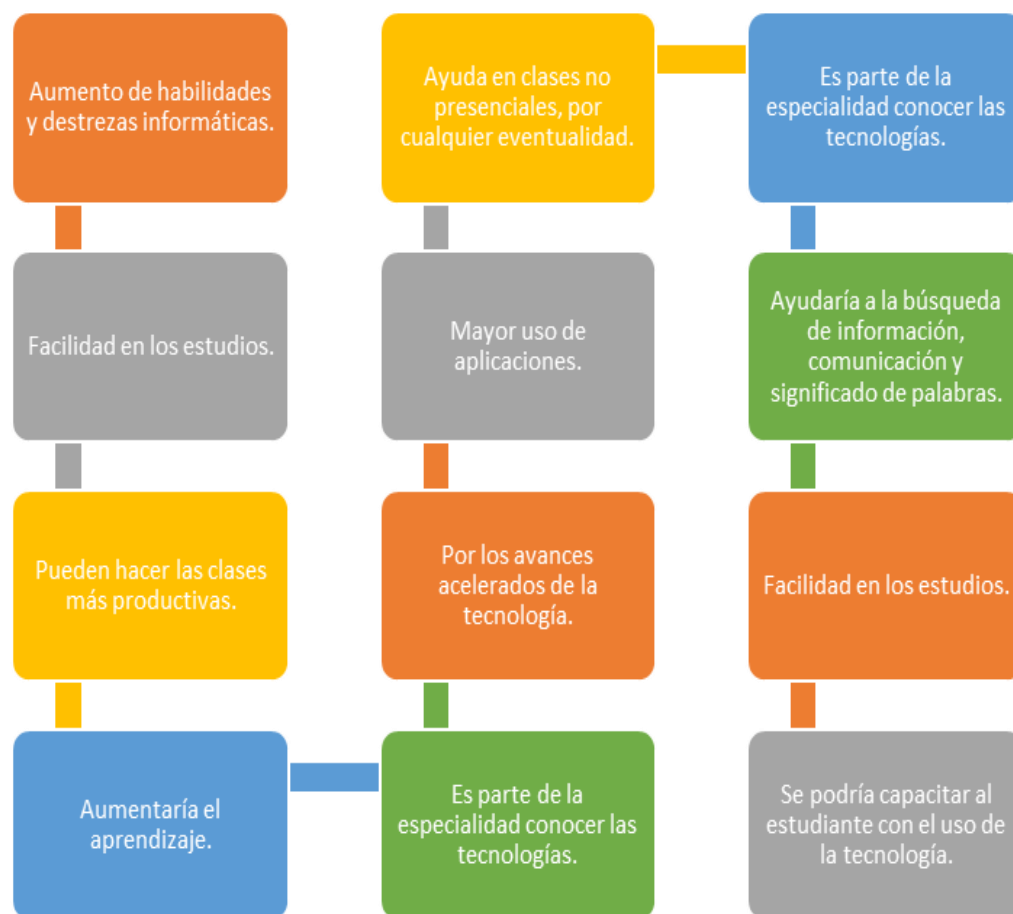 Aumento de habilidades
y destrezas informáticas.
Facilidad en los estudios.
Pueden hacer las clases
más productivas.
Aumentaría el
aprendizaje.
Es parte de la
especialidad conocer las
tecnologías.
Por los avances
acelerados de la
tecnología.
Mayor uso de
aplicaciones.
Ayuda en clases no
presenciales, por
cualquier eventualidad.
Es parte de la
especialidad conocer las
tecnologías.
Ayudaría a la búsqueda
de información,
comunicación y
significado de palabras.
Facilidad en los estudios.
Se podría capacitar al
estudiante con el uso de
la tecnología.